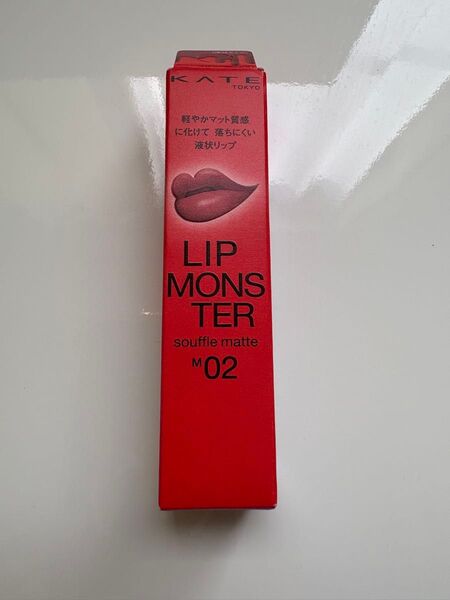 KATE
TOKYO
軽やかマット質感
に化けて 落ちにくい
液状リップ
LIP
MONS
TER
souffle matte
M02